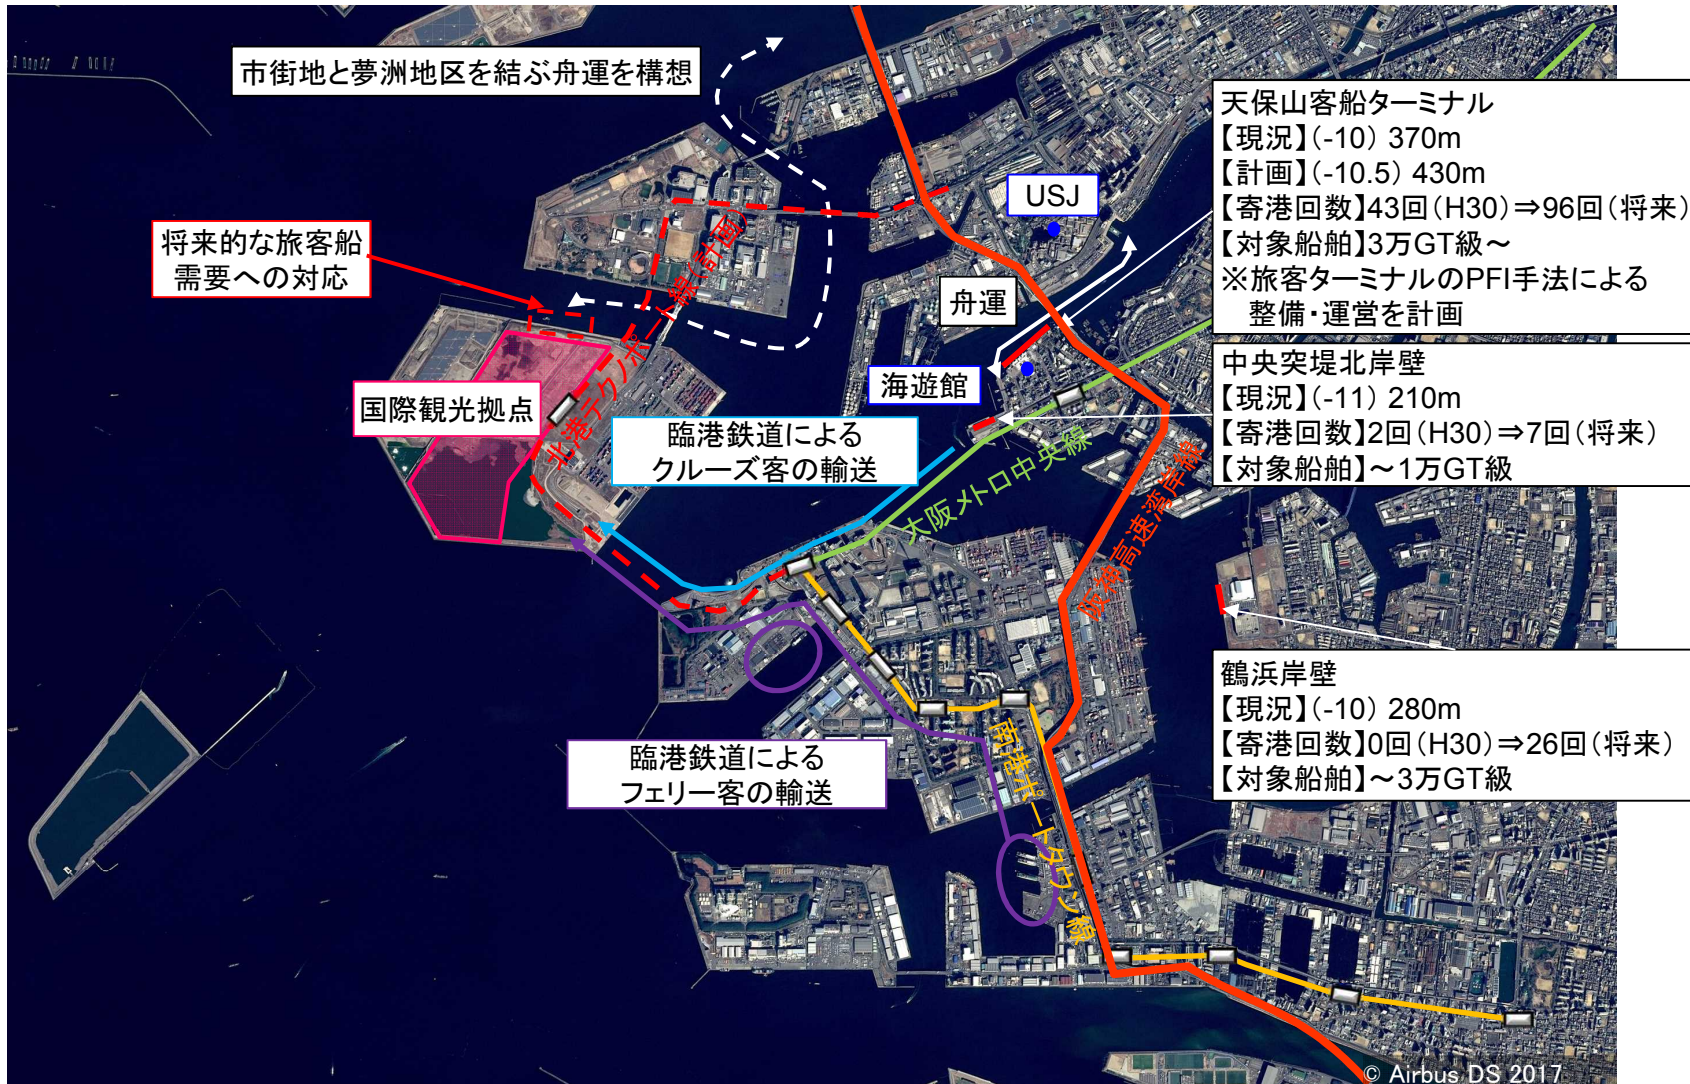 市街地と夢洲地区を結ぶ舟運を構想
天保山客船ターミナル
【現況】(-10) 370m
【計画】(-10.5) 430m
【寄港回数】43回(H30)⇒96回(将来)
【対象船舶】3万GT級～
※旅客ターミナルのPFI手法による
整備・運営を計画
USJ
将来的な旅客船
需要への対応
舟運
海遊館
国際観光拠点
北港テクノポート線(計画)
臨港鉄道による
クルーズ客の輸送
大阪メトロ中央線
阪神高速湾岸線
中央突堤北岸壁
【現況】(-11) 210m
【寄港回数】2回(H30)⇒7回(将来)
【対象船舶】～1万GT級
鶴浜岸壁
【現況】(-10) 280m
【寄港回数】0回(H30)⇒26回(将来)
【対象船舶】～3万GT級
臨港鉄道による
フェリー客の輸送
南港ポートタウン線
© Airbus DS 2017